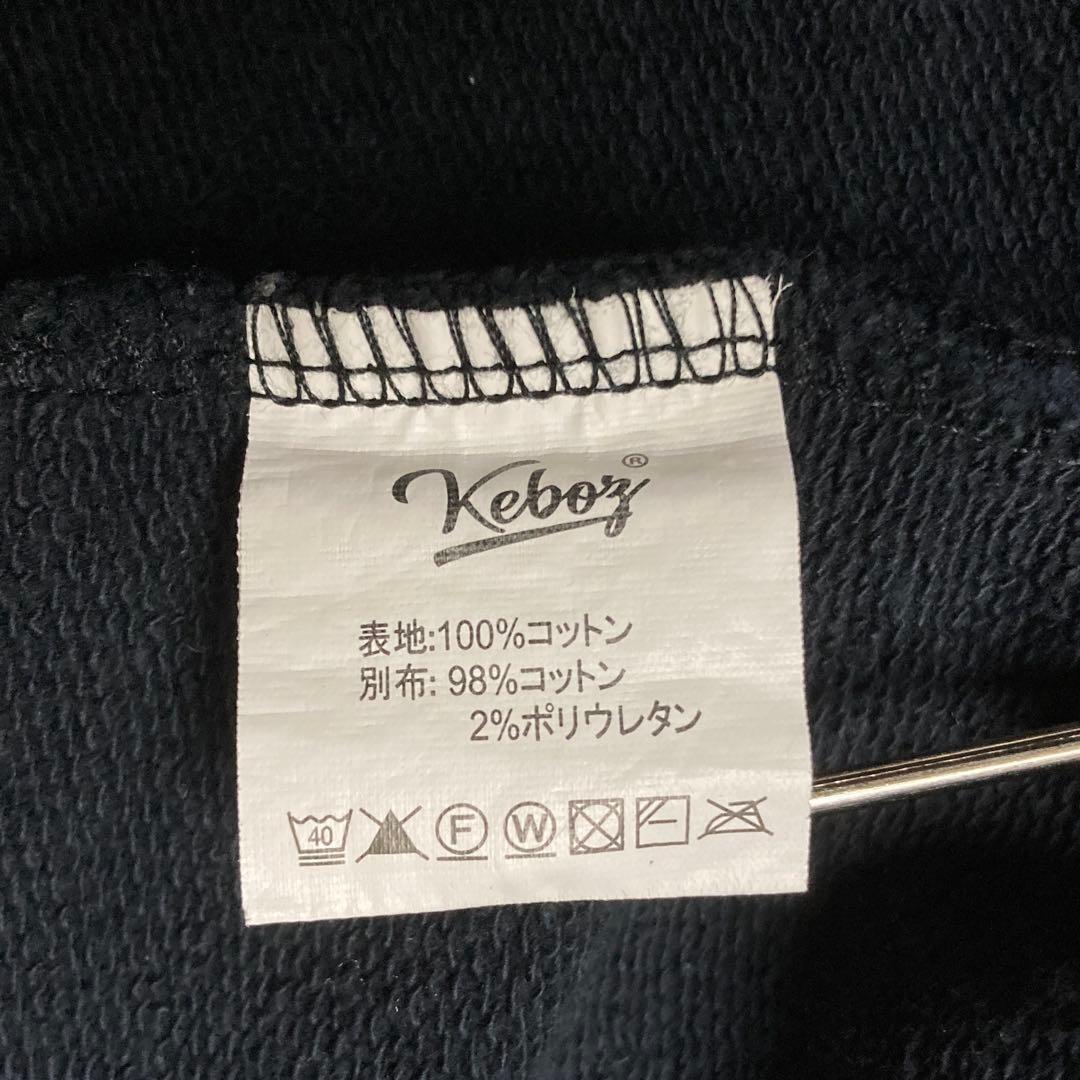 Keboz®
表地:100%コットン
別布: 98%コットン
2%ポリウレタン
40 F W